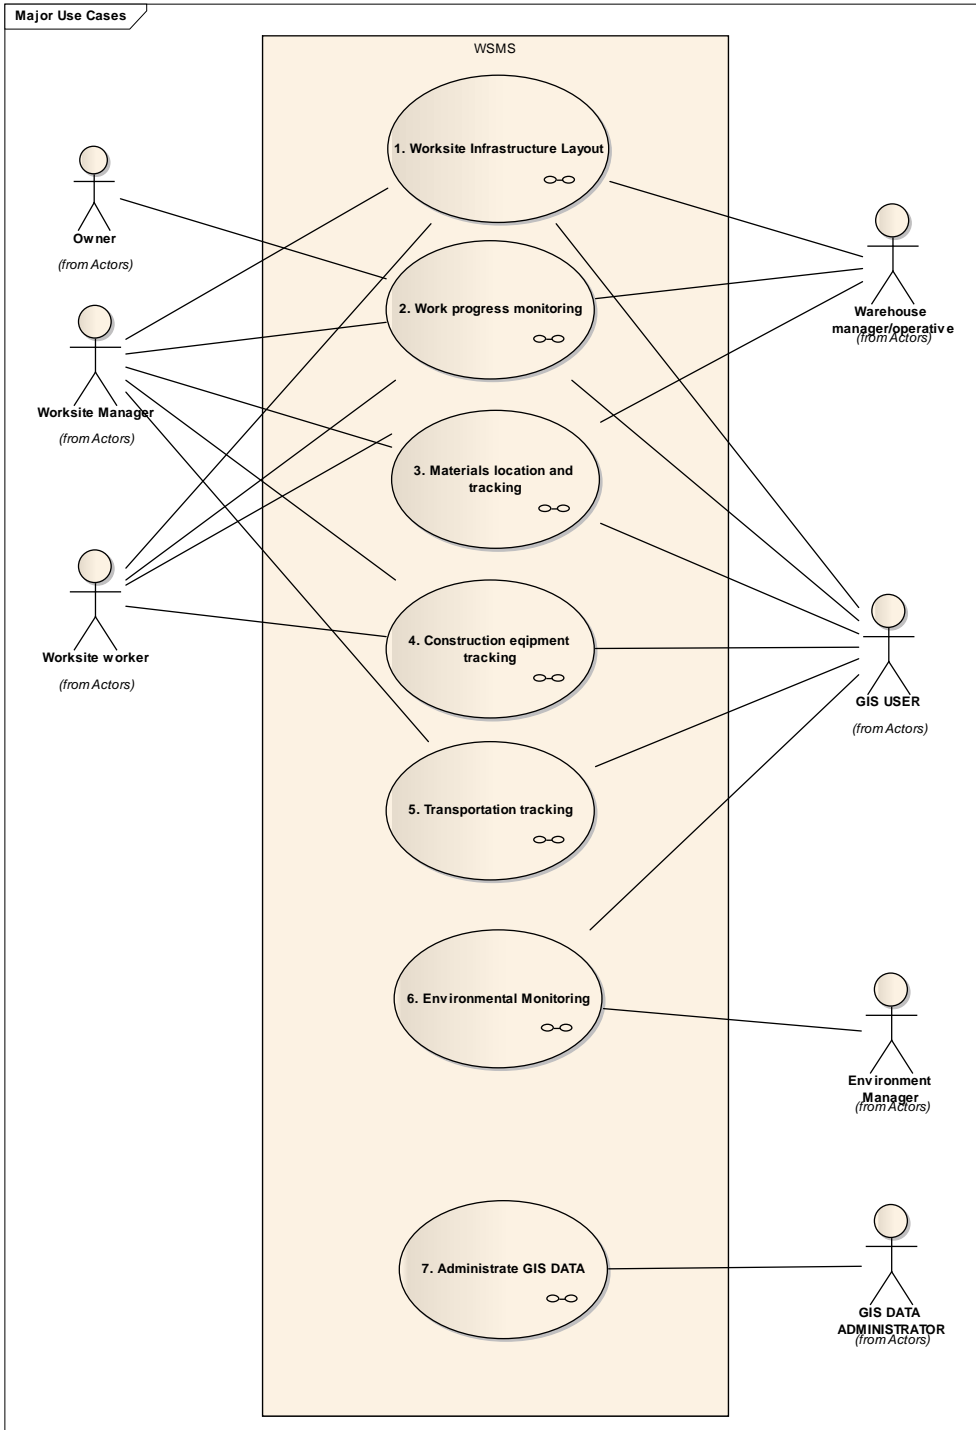 Major Use Cases
WSMS
1. Worksite Infrastructure Layout
Owner
(from Actors)
2. Work progress monitoring
Warehouse
manager/operative
(from Actors)
Worksite Manager
(from Actors)
3. Materials location and
tracking
4. Construction eqipment
tracking
Worksite worker
(from Actors)
GIS USER
(from Actors)
5. Transportation tracking
6. Environmental Monitoring
Environment
Manager
(from Actors)
7. Administrate GIS DATA
GIS DATA
ADMINISTRATOR
(from Actors)